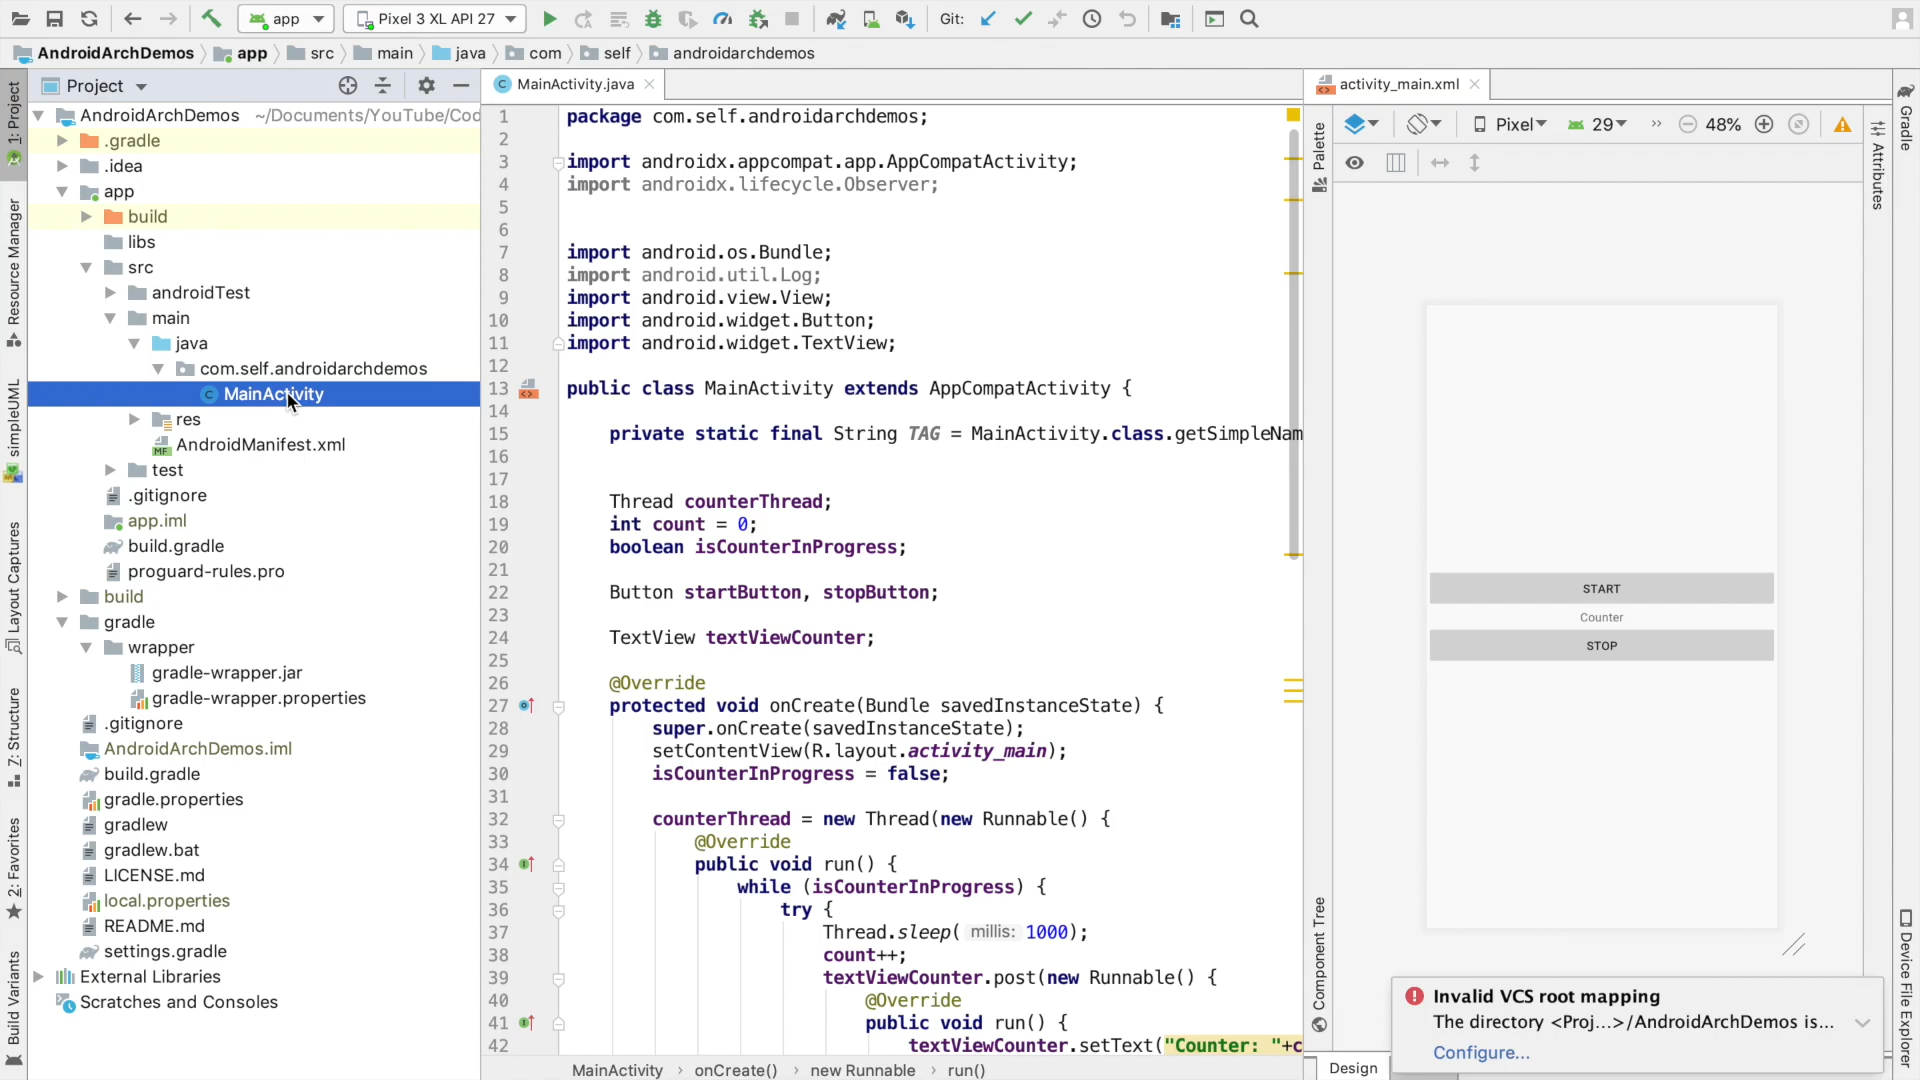 app
Pixel 3 XL API 27
Git:
AndroidArchDemos
app
src
main
java
com
self
androidarchdemos
Project
MainActivity.java
activity_main.xml
1: Project
Resource Manager
simpleUML
Layout Captures
7: Structure
2: Favorites
Build Variants
AndroidArchDemos ~/Documents/YouTube/Cod
.gradle
.idea
app
build
libs
src
androidTest
main
java
com.self.androidarchdemos
MainActivity
res
AndroidManifest.xml
test
.gitignore
app.iml
build.gradle
proguard-rules.pro
build
gradle
wrapper
gradle-wrapper.jar
gradle-wrapper.properties
.gitignore
AndroidArchDemos.iml
build.gradle
gradle.properties
gradlew
gradlew.bat
LICENSE.md
local.properties
README.md
settings.gradle
External Libraries
Scratches and Consoles
1 package com.self.androidarchdemos;
2
3 import androidx.appcompat.app.AppCompatActivity;
4 import androidx.lifecycle.Observer;
5
6
7 import android.os.Bundle;
8 import android.util.Log;
9 import android.view.View;
10 import android.widget.Button;
11 import android.widget.TextView;
12
13 public class MainActivity extends AppCompatActivity {
14
15 private static final String TAG = MainActivity.class.getSimpleNam
16
17
18 Thread counterThread;
19 int count = 0;
20 boolean isCounterInProgress;
21
22 Button startButton, stopButton;
23
24 TextView textViewCounter;
25
26 @Override
27 protected void onCreate(Bundle savedInstanceState) {
28 super.onCreate(savedInstanceState);
29 setContentView(R.layout.activity_main);
30 isCounterInProgress = false;
31
32 counterThread = new Thread(new Runnable() {
33 @Override
34 public void run() {
35 while (isCounterInProgress) {
36 try {
37 Thread.sleep( millis: 1000);
38 count++;
39 textViewCounter.post(new Runnable() {
40 @Override
41 public void run() {
42 textViewCounter.setText("Counter: "+c
MainActivity › onCreate() › new Runnable › run()
Palette
Component Tree
Pixel
29
48%
START
Counter
STOP
Design
Gradle
Attributes
Device File Explorer
Invalid VCS root mapping
The directory <Proj...>/AndroidArchDemos is...
Configure...